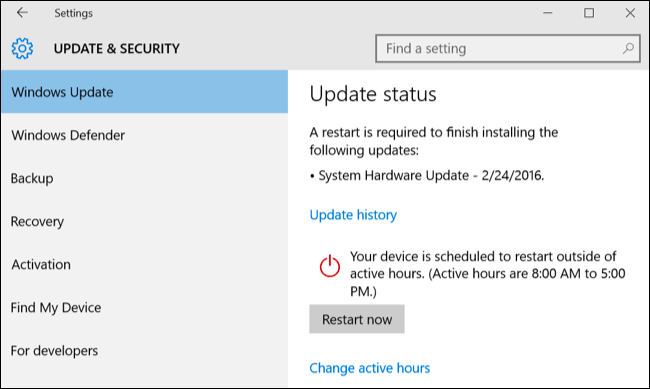 Settings
UPDATE & SECURITY
Find a setting
Windows Update
Windows Defender
Backup
Recovery
Activation
Find My Device
For developers
Update status
A restart is required to finish installing the
following updates:
• System Hardware Update - 2/24/2016.
Update history
Your device is scheduled to restart outside of
active hours. (Active hours are 8:00 AM to 5:00
PM.)
Restart now
Change active hours